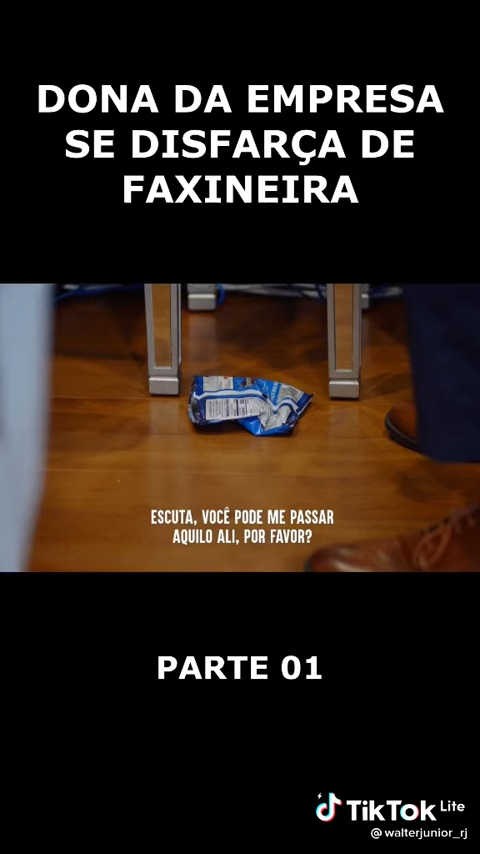 DONA DA EMPRESA
SE DISFARÇA DE
FAXINEIRA
ESCUTA, VOCÊ PODE ME PASSAR
AQUILO ALI, POR FAVOR?
PARTE 01
TikTok Lite
@walterjunior_rj